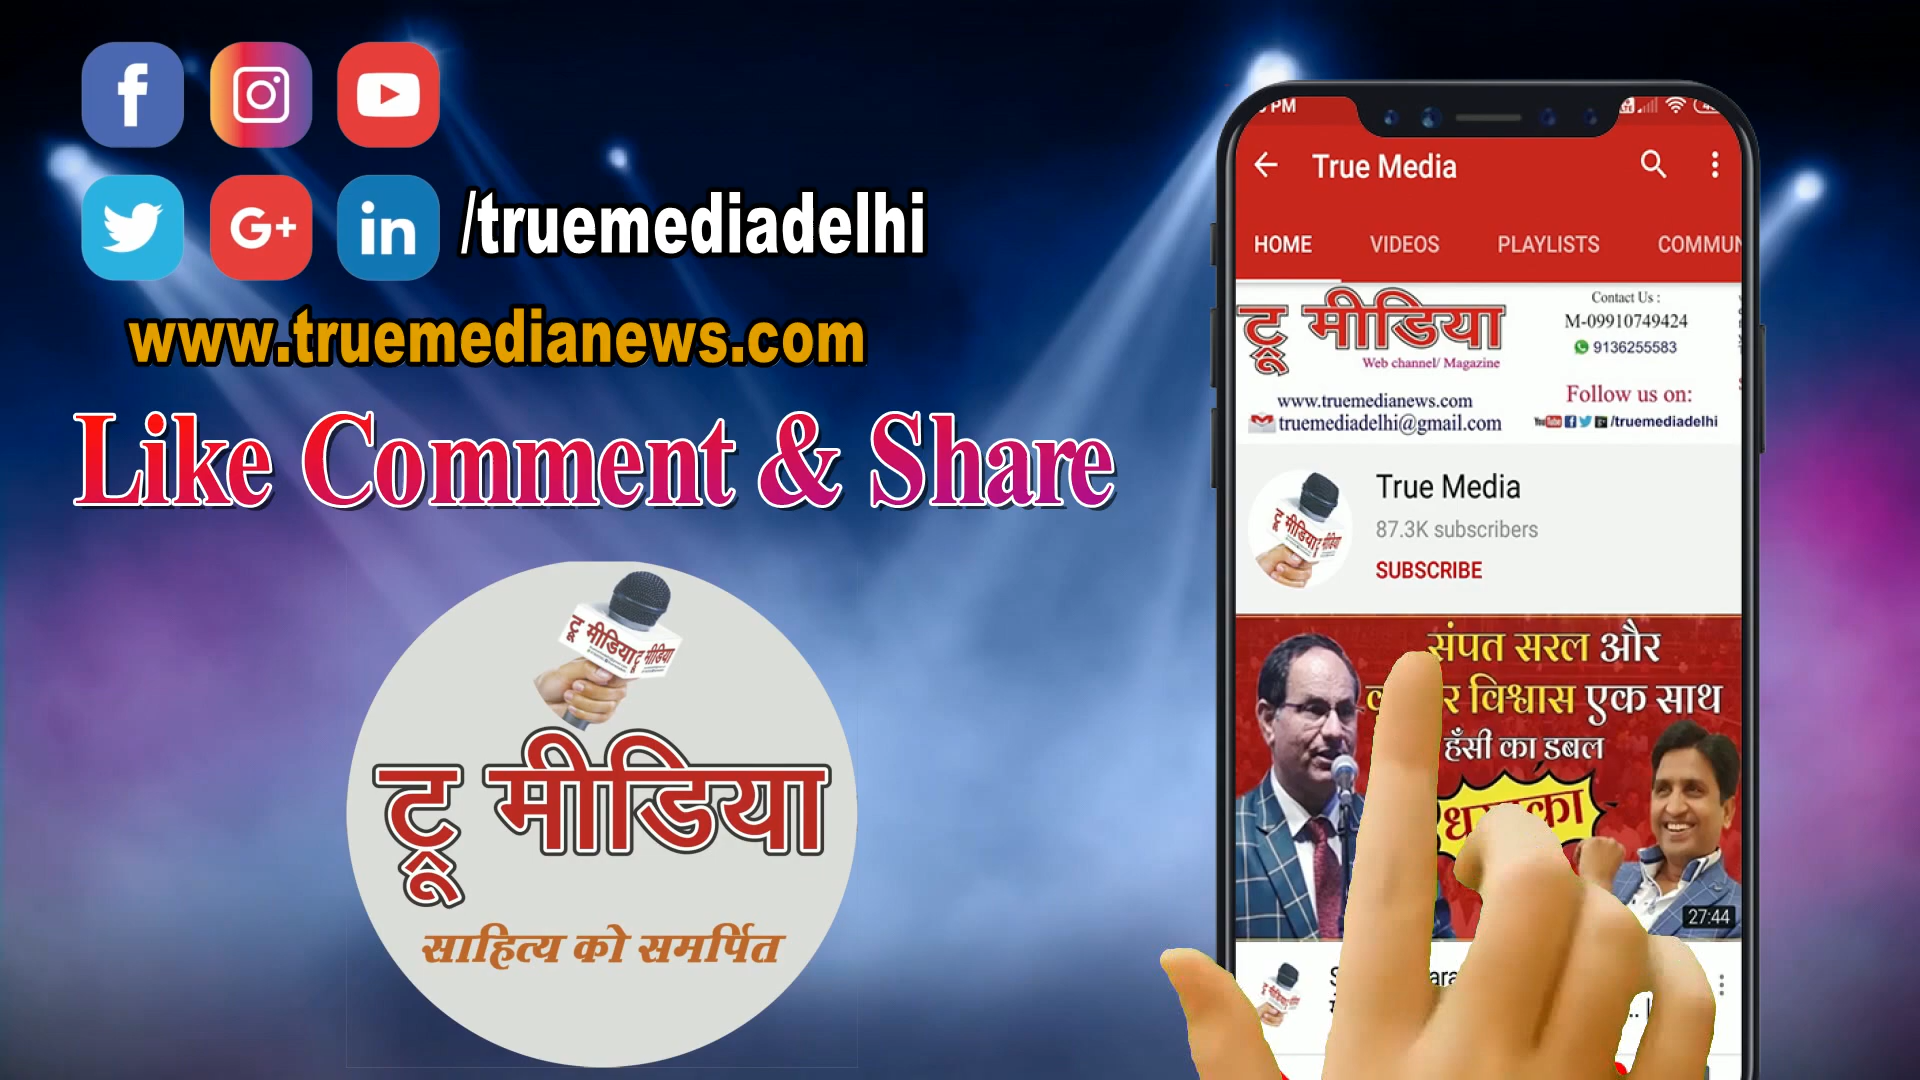 /truemediadelhi
www.truemedianews.com
Like Comment & Share
टू मीडिया
टू मीडिया
टू मीडिया
साहित्य को समर्पित
PM
True Media
HOME VIDEOS PLAYLISTS COMMUN
टू मीडिया
Web channel/ Magazine
www.truemedianews.com
truemediadelhi@gmail.com
Contact Us :
M-09910749424
9136255583
Follow us on:
YouTube /truemediadelhi
टू मीडिया टू मीडिया
True Media
87.3K subscribers
SUBSCRIBE
संपत सरल और
विश्वास एक साथ
हँसी का डबल
27:44